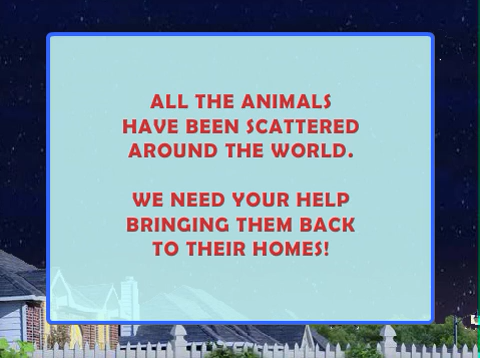 ALL THE ANIMALS
HAVE BEEN SCATTERED
AROUND THE WORLD.
WE NEED YOUR HELP
BRINGING THEM BACK
TO THEIR HOMES!